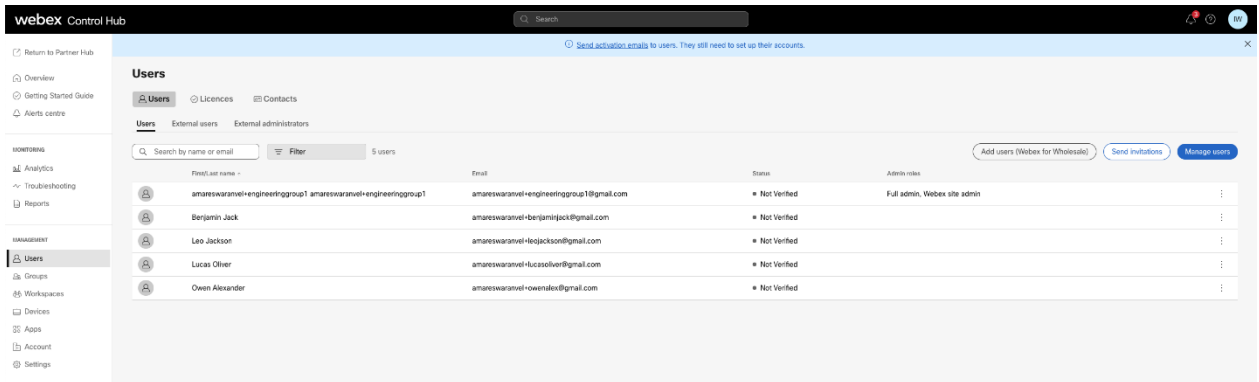 webex Control Hub
Search
3
IW
Return to Partner Hub
Send activation emails to users. They still need to set up their accounts.
Overview
Getting Started Guide
Alerts centre
MONITORING
Analytics
Troubleshooting
Reports
MANAGEMENT
Users
Groups
Workspaces
Devices
Apps
Account
Settings
Users
Users Licences Contacts
Users External users External administrators
Search by name or email Filter 5 users Add users (Webex for Wholesale) Send invitations Manage users
First/Last name Email Status Admin roles
amareswaranvel+engineeringgroup1 amareswaranvel+engineeringgroup1 amareswaranvel+engineeringgroup1@gmail.com Not Verified Full admin, Webex site admin
Benjamin Jack amareswaranvel+benjaminjack@gmail.com Not Verified
Leo Jackson amareswaranvel+leojackson@gmail.com Not Verified
Lucas Oliver amareswaranvel+lucasoliver@gmail.com Not Verified
Owen Alexander amareswaranvel+owenalex@gmail.com Not Verified